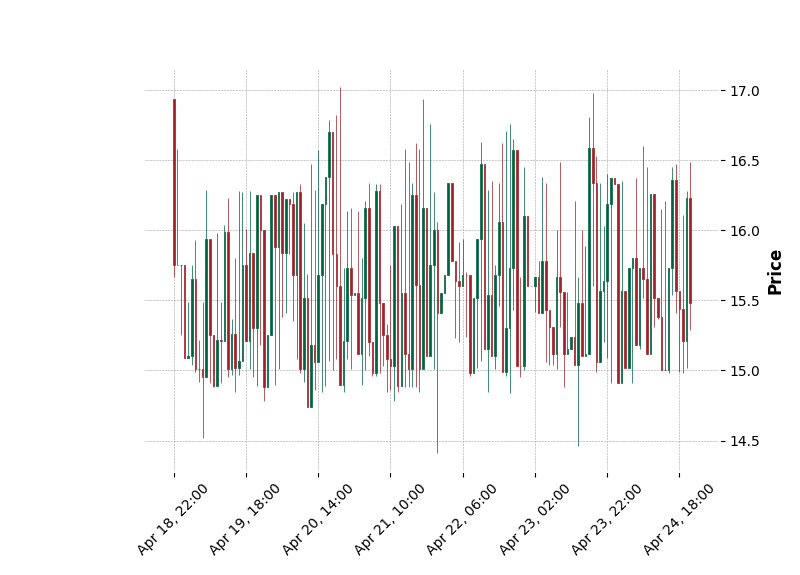 17.0
16.5
16.0
15.5
15.0
14.5
Price
Apr 18, 22:00
Apr 19, 18:00
Apr 20, 14:00
Apr 21, 10:00
Apr 22, 06:00
Apr 23, 02:00
Apr 23, 22:00
Apr 24, 18:00